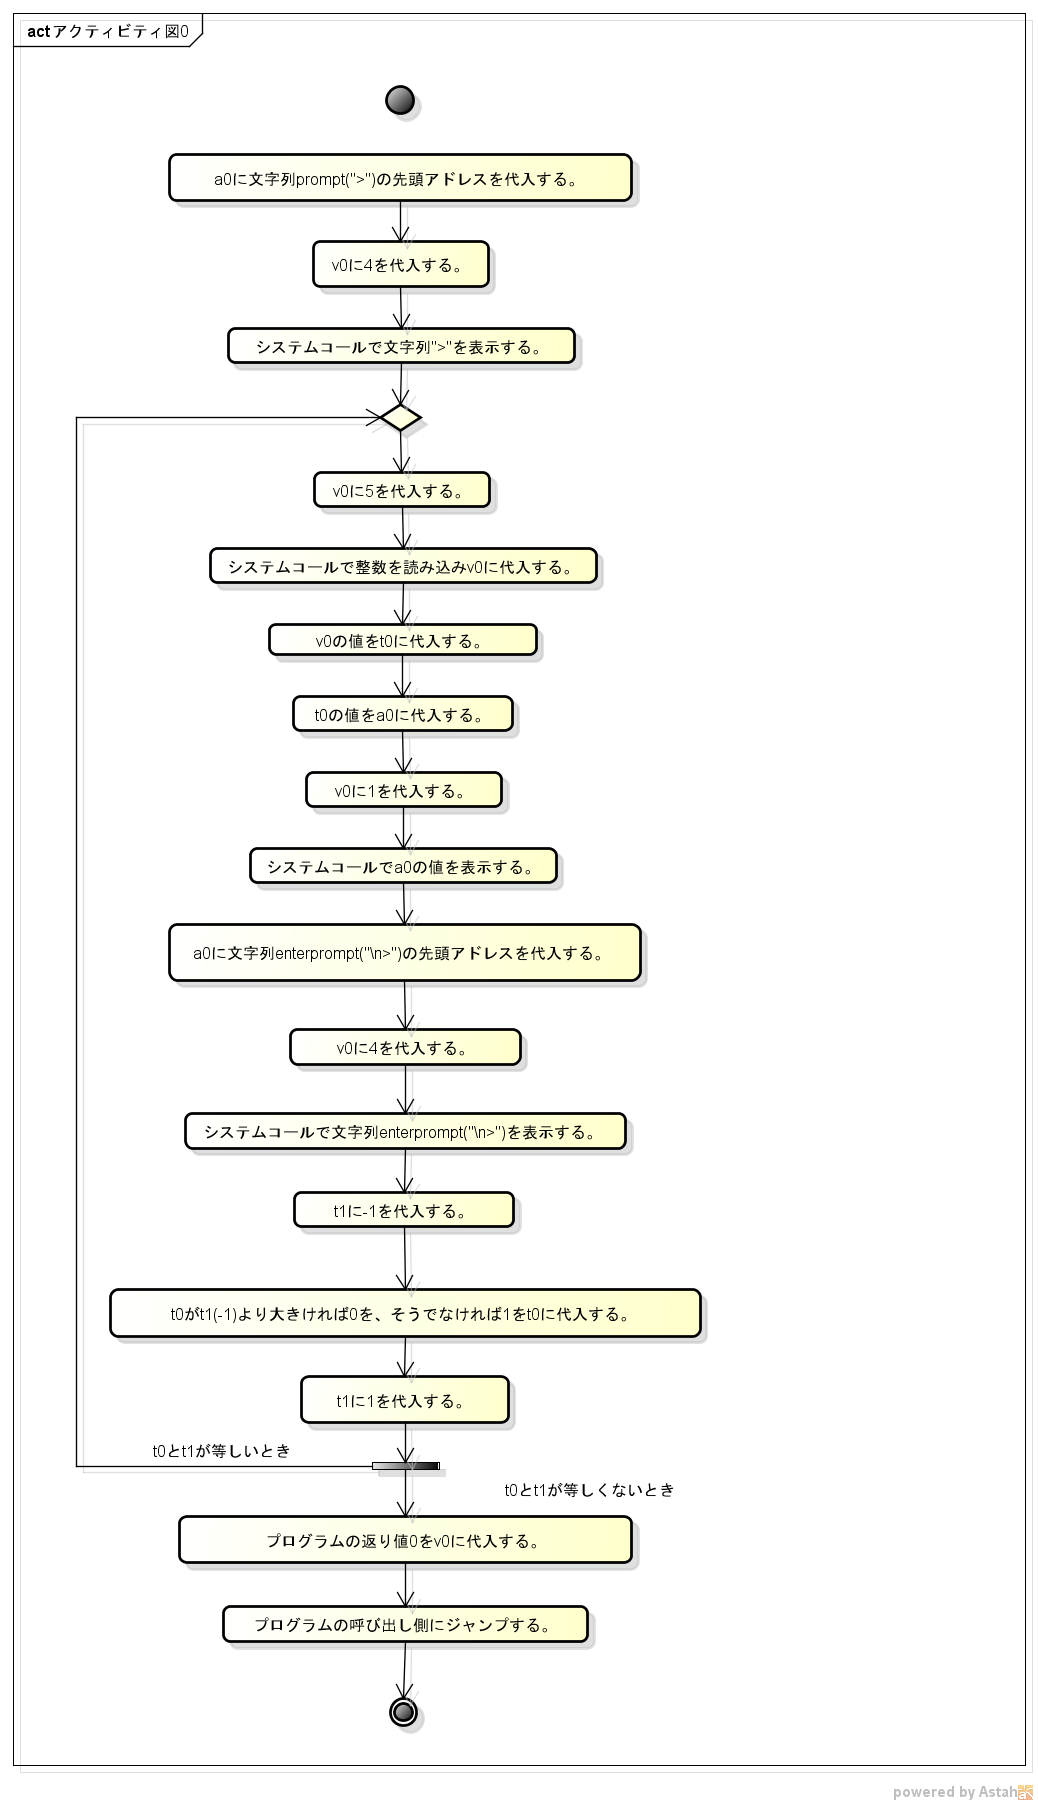 act アクティビティ図0
a0に文字列prompt(">")の先頭アドレスを代入する。
v0に4を代入する。
システムコールで文字列">"を表示する。
v0に5を代入する。
システムコールで整数を読み込みv0に代入する。
v0の値をt0に代入する。
t0の値をa0に代入する。
v0に1を代入する。
システムコールでa0の値を表示する。
a0に文字列enterprompt("\n>")の先頭アドレスを代入する。
v0に4を代入する。
システムコールで文字列enterprompt("\n>")を表示する。
t1に-1を代入する。
t0がt1(-1)より大きければ0を、そうでなければ1をt0に代入する。
t1に1を代入する。
t0とt1が等しいとき
t0とt1が等しくないとき
プログラムの返り値0をv0に代入する。
プログラムの呼び出し側にジャンプする。
powered by Astah